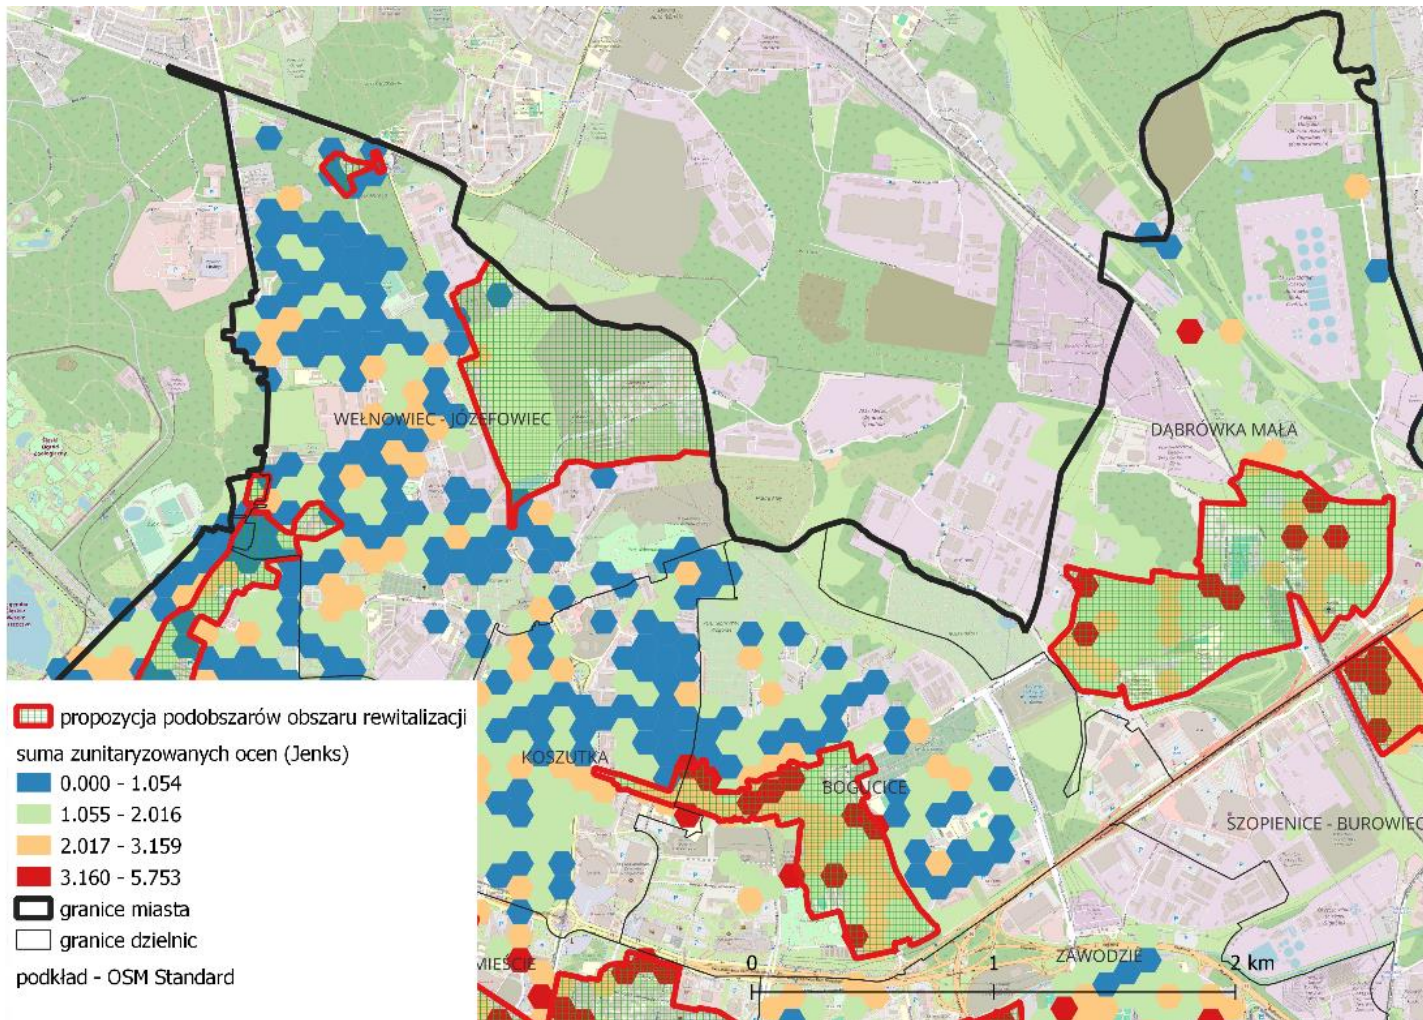 WEŁNOWIEC - JÓZEFOWIEC
DĄBRÓWKA MAŁA
KOSZUTKA
BOGUCICE
SZOPIENICE - BUROWIEC
MIEŚCIE
ZAWODZIE
0 1 2 km
propozycja podobszarów obszaru rewitalizacji
suma zunitaryzowanych ocen (Jenks)
0.000 - 1.054
1.055 - 2.016
2.017 - 3.159
3.160 - 5.753
granice miasta
granice dzielnic
podkład - OSM Standard